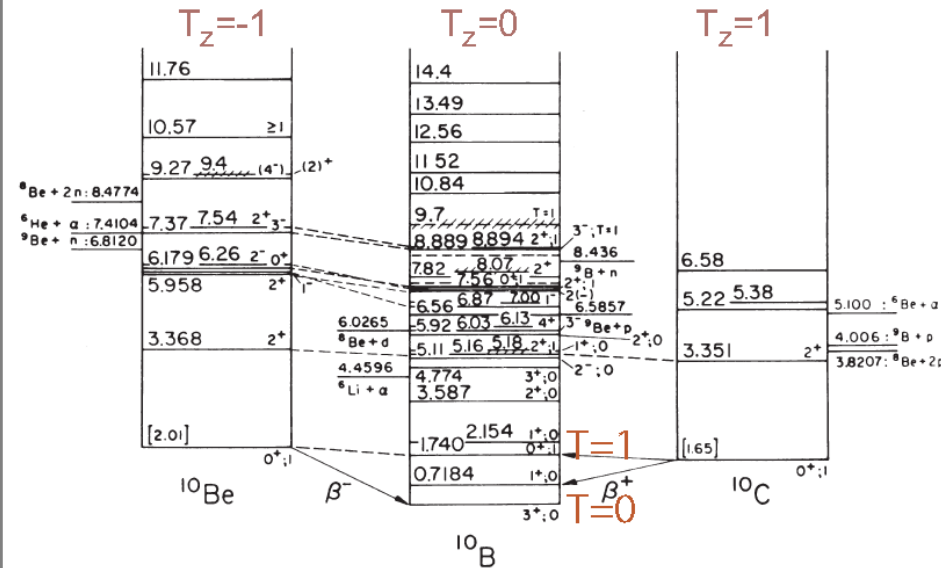 T_z=-1
T_z=0
T_z=1
11.76
10.57 ≥1
9.27 9.4 (4⁻) (2)⁺
⁸Be + 2n : 8.4774
⁶He + α : 7.4104
7.37 7.54 2⁺ 3⁻
⁹Be + n : 6.8120
6.179 6.26 2⁻ 0⁺
5.958 2⁺ 1⁻
3.368 2⁺
[2.01]
0⁺;1
¹⁰Be
β⁻
14.4
13.49
12.56
11 52
10.84
9.7 T=1
8.889 8.894 2⁺;1 3⁻;T=1
8.436
⁹B + n
7.82 8.07 2⁺
7.56 0⁺;1 2⁺;1
2(-)
6.56 6.87 7.00 1⁻
6.5857
⁹Be+p
6.0265
⁸Be + d
5.92 6.03 6.13 4⁺ 3⁻
2⁺;0
5.11 5.16 5.18 2⁺;1 1⁺;0
2⁻;0
4.4596
⁶Li + α
4.774 3⁺;0
3.587 2⁺;0
2.154 1⁺;0
1.740 0⁺;1
T=1
0.7184 1⁺;0
3⁺;0
T=0
¹⁰B
β⁺
6.58
5.22 5.38
5.100 : ⁶Be + α
4.006 : ⁹B + p
3.8207 : ⁸Be + 2p
3.351 2⁺
[1.65]
0⁺;1
¹⁰C